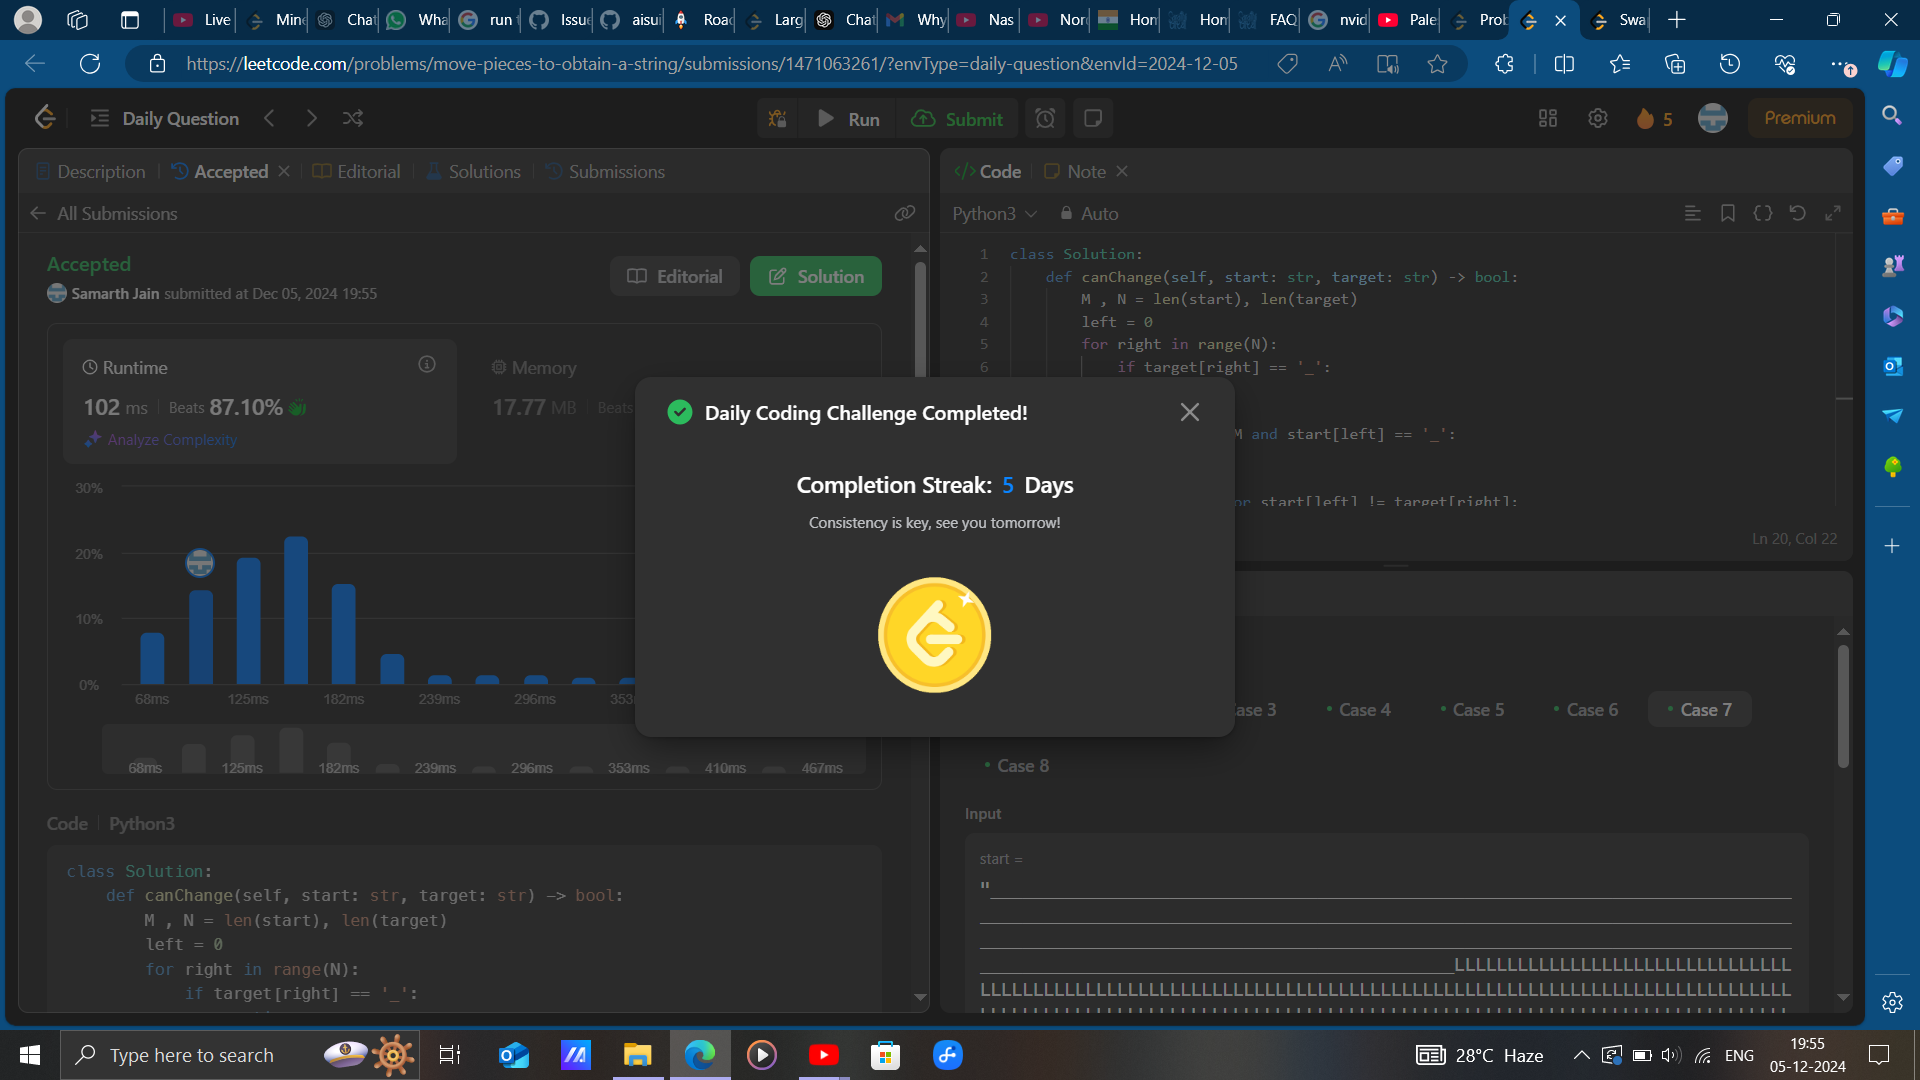 Live
Mine
Chat
Wha
run t
Issue
aisui
Road
Larg
Chat
Why
Nas
Nor
Hon
Hon
FAQ
nvid
Pale
Prob
Swa
https://leetcode.com/problems/move-pieces-to-obtain-a-string/submissions/1471063261/?envType=daily-question&envId=2024-12-05
Daily Question
Run
Submit
5
Premium
Description
Accepted
Editorial
Solutions
Submissions
All Submissions
Accepted
Samarth Jain submitted at Dec 05, 2024 19:55
Editorial
Solution
Runtime
102 ms
Beats 87.10%
Analyze Complexity
Memory
17.77 MB
Beats
30%
20%
10%
0%
68ms
125ms
182ms
239ms
296ms
353
68ms
125ms
182ms
239ms
296ms
353ms
410ms
467ms
Code
Python3
class Solution:
def canChange(self, start: str, target: str) -> bool:
M , N = len(start), len(target)
left = 0
for right in range(N):
if target[right] == '_':
Daily Coding Challenge Completed!
Completion Streak: 5 Days
Consistency is key, see you tomorrow!
Code
Note
Python3
Auto
1 class Solution:
2 def canChange(self, start: str, target: str) -> bool:
3 M , N = len(start), len(target)
4 left = 0
5 for right in range(N):
6 if target[right] == '_':
M and start[left] == '_':
or start[left] != target[right]:
Ln 20, Col 22
Case 3
Case 4
Case 5
Case 6
Case 7
Case 8
Input
start =
Type here to search
28°C Haze
ENG
19:55
05-12-2024